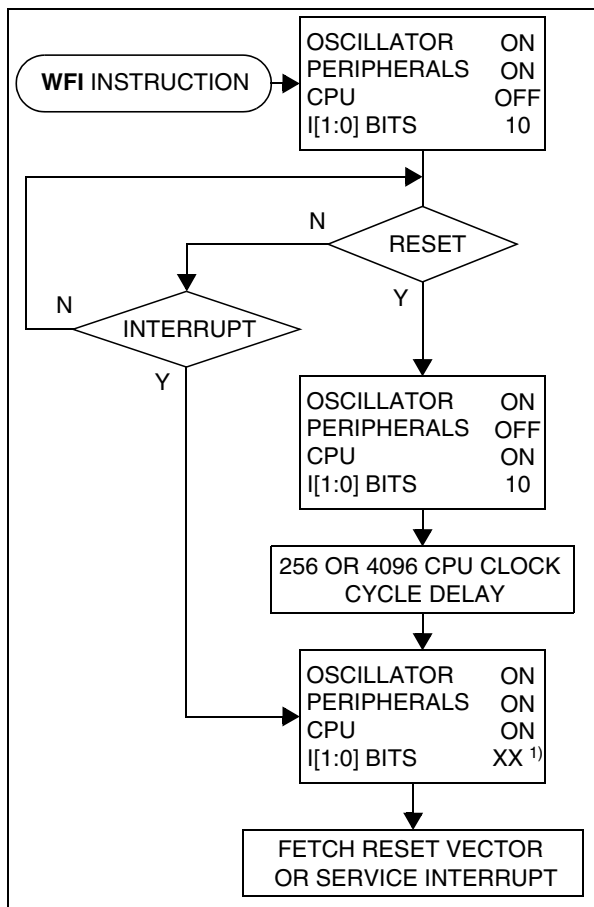 WFI INSTRUCTION
OSCILLATOR ON
PERIPHERALS ON
CPU OFF
I[1:0] BITS 10
N
RESET
N
INTERRUPT
Y
Y
OSCILLATOR ON
PERIPHERALS OFF
CPU ON
I[1:0] BITS 10
256 OR 4096 CPU CLOCK
CYCLE DELAY
OSCILLATOR ON
PERIPHERALS ON
CPU ON
I[1:0] BITS XX 1)
FETCH RESET VECTOR
OR SERVICE INTERRUPT